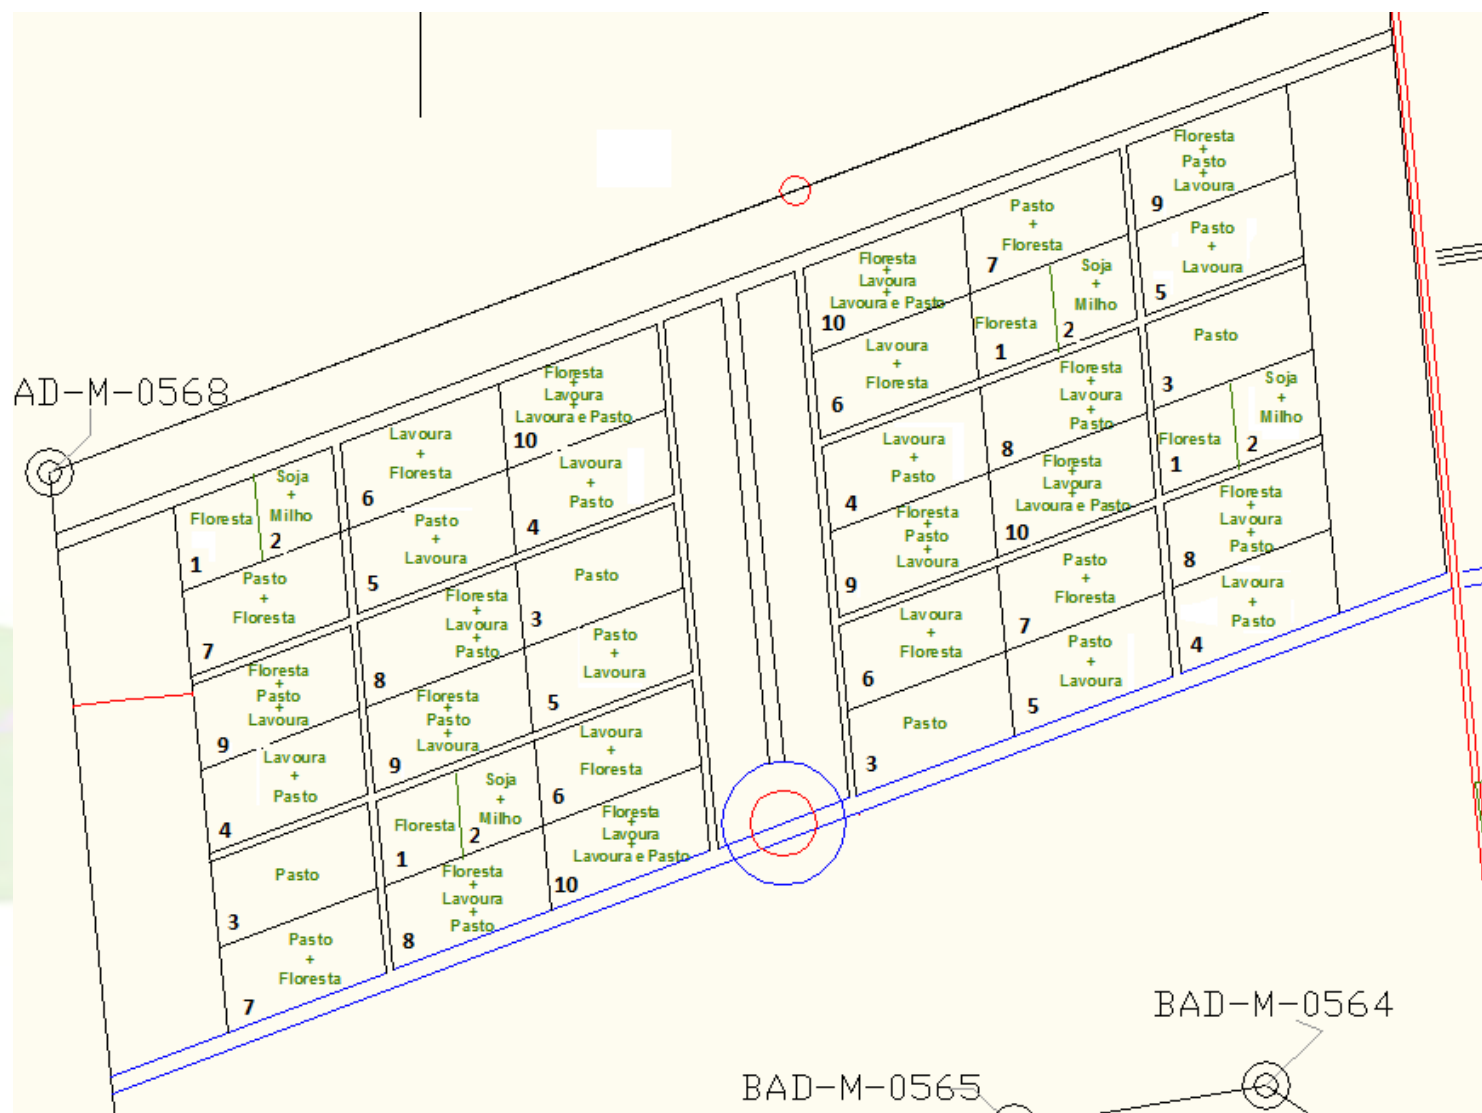 AD-M-0568
Floresta
1
Soja
+
Milho
2
Pasto
+
Floresta
7
Lavoura
+
Floresta
6
Pasto
+
Lavoura
5
Floresta
+
Lavoura
+
Lavoura e Pasto
10
Lavoura
+
Pasto
4
Floresta
+
Pasto
+
Lavoura
9
Lavoura
+
Pasto
4
Floresta
+
Lavoura
+
Pasto
8
Floresta
+
Pasto
+
Lavoura
9
Pasto
3
Pasto
+
Lavoura
5
Pasto
3
Pasto
+
Floresta
7
Floresta
1
Soja
+
Milho
2
Floresta
+
Lavoura
+
Pasto
8
Lavoura
+
Floresta
6
Floresta
+
Lavoura
+
Lavoura e Pasto
10
Floresta
+
Lavoura
+
Lavoura e Pasto
10
Lavoura
+
Floresta
6
Pasto
+
Floresta
7
Floresta
1
Soja
+
Milho
2
Floresta
+
Pasto
+
Lavoura
9
Pasto
+
Lavoura
5
Lavoura
+
Pasto
4
Floresta
+
Pasto
+
Lavoura
9
Floresta
+
Lavoura
+
Pasto
8
Floresta
+
Lavoura
+
Lavoura e Pasto
10
Pasto
3
Floresta
1
Soja
+
Milho
2
Lavoura
+
Floresta
6
Pasto
3
Pasto
+
Floresta
7
Pasto
+
Lavoura
5
Floresta
+
Lavoura
+
Pasto
8
Lavoura
+
Pasto
4
BAD-M-0564
BAD-M-0565